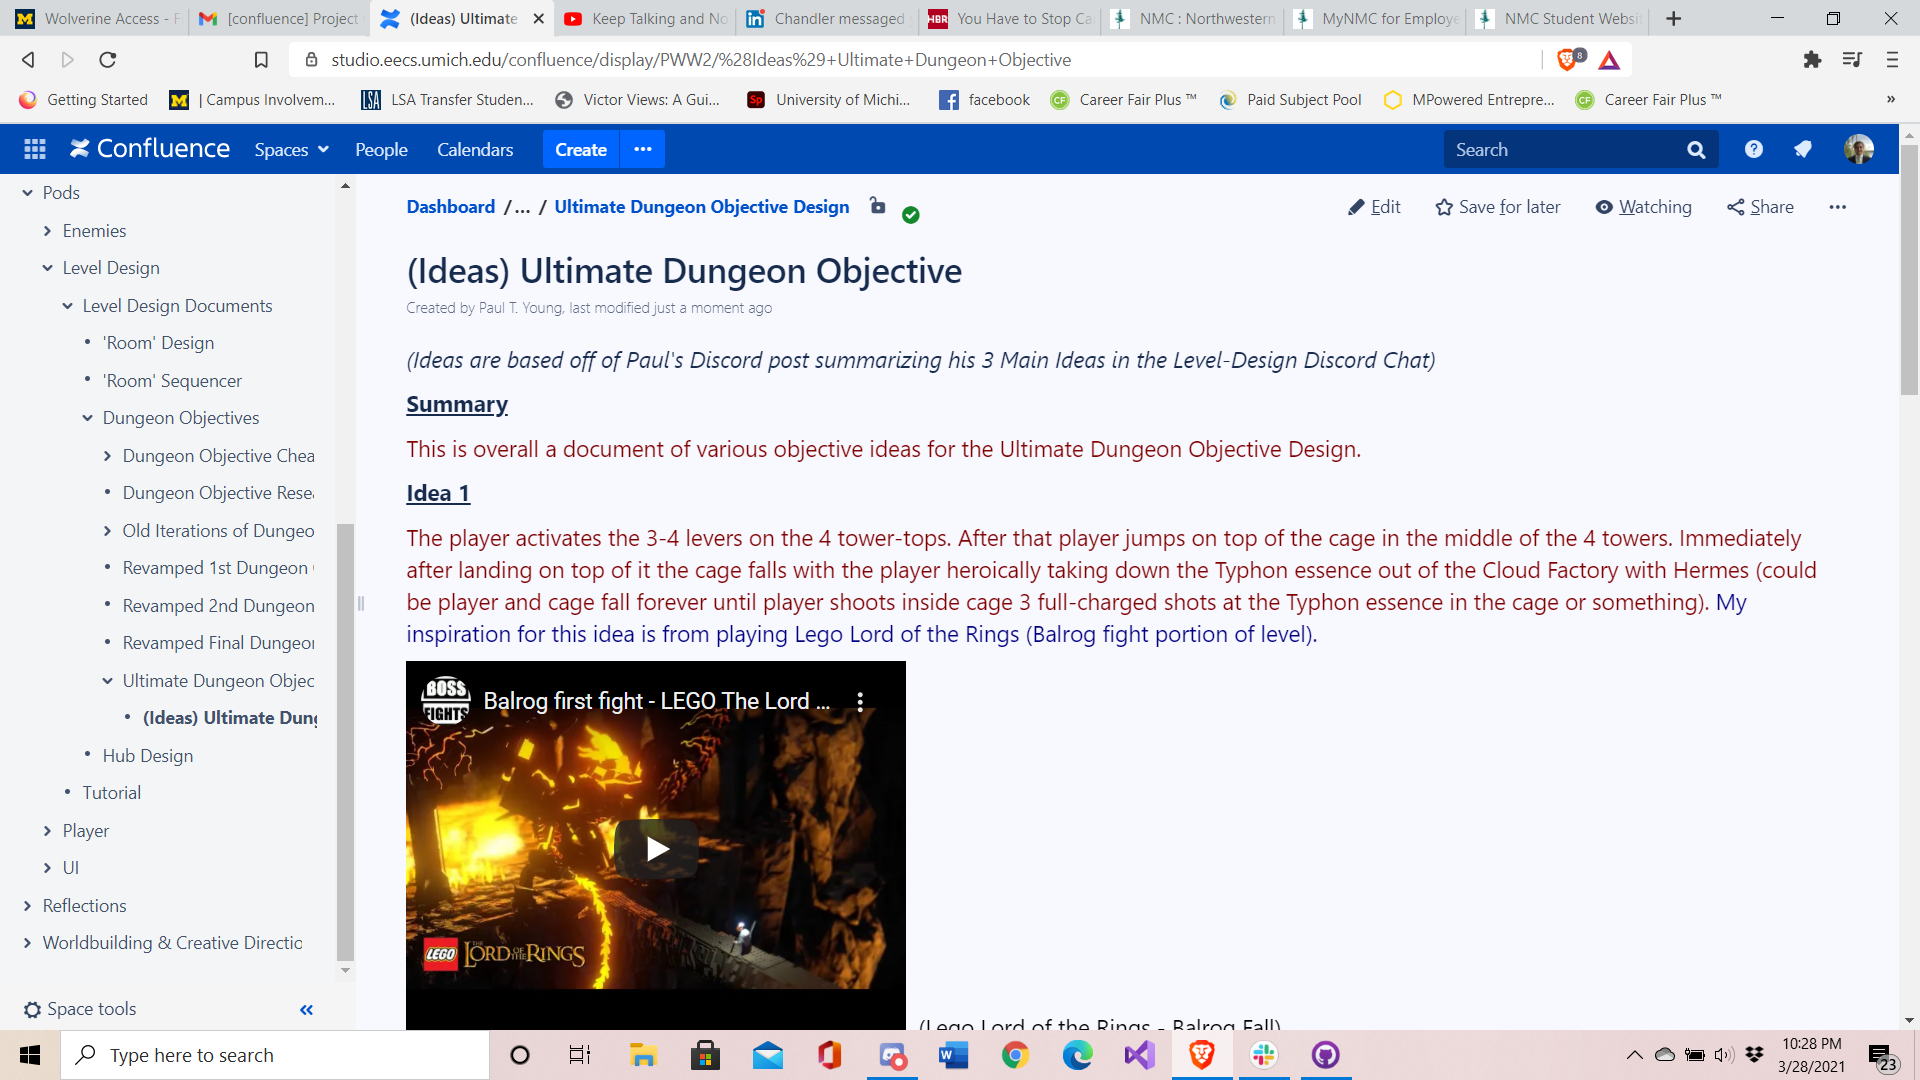 Wolverine Access - F
[confluence] Project
(Ideas) Ultimate
Keep Talking and No
Chandler messaged
You Have to Stop Ca
NMC : Northwestern
MyNMC for Employe
NMC Student Websi
studio.eecs.umich.edu/confluence/display/PWW2/%28Ideas%29+Ultimate+Dungeon+Objective
8
Getting Started
| Campus Involvem...
LSA Transfer Studen...
Victor Views: A Gui...
University of Michi...
facebook
Career Fair Plus ™
Paid Subject Pool
MPowered Entrepre...
Career Fair Plus ™
»
Confluence
Spaces
People
Calendars
Create
Search
Pods
Enemies
Level Design
Level Design Documents
'Room' Design
'Room' Sequencer
Dungeon Objectives
Dungeon Objective Chea
Dungeon Objective Resea
Old Iterations of Dungeo
Revamped 1st Dungeon
Revamped 2nd Dungeon
Revamped Final Dungeon
Ultimate Dungeon Objec
(Ideas) Ultimate Dung
Hub Design
Tutorial
Player
UI
Reflections
Worldbuilding & Creative Directio
Space tools
Dashboard /... / Ultimate Dungeon Objective Design
Edit
Save for later
Watching
Share
(Ideas) Ultimate Dungeon Objective
Created by Paul T. Young, last modified just a moment ago
(Ideas are based off of Paul's Discord post summarizing his 3 Main Ideas in the Level-Design Discord Chat)
Summary
This is overall a document of various objective ideas for the Ultimate Dungeon Objective Design.
Idea 1
The player activates the 3-4 levers on the 4 tower-tops. After that player jumps on top of the cage in the middle of the 4 towers. Immediately
after landing on top of it the cage falls with the player heroically taking down the Typhon essence out of the Cloud Factory with Hermes (could
be player and cage fall forever until player shoots inside cage 3 full-charged shots at the Typhon essence in the cage or something). My
inspiration for this idea is from playing Lego Lord of the Rings (Balrog fight portion of level).
BOSS
FIGHTS
Balrog first fight - LEGO The Lord ...
LEGO THE LORD OF THE RINGS
(Lego Lord of the Rings - Balrog Fall)
Type here to search
10:28 PM
3/28/2021
23